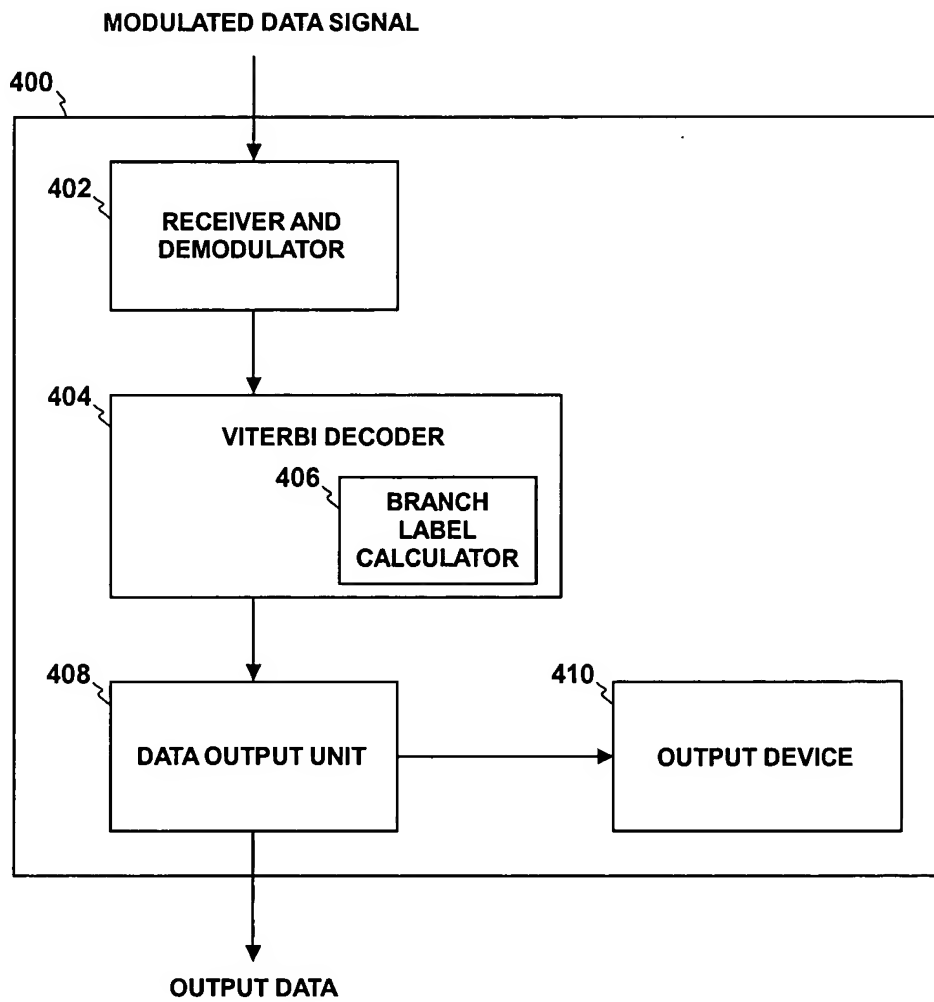 MODULATED DATA SIGNAL
400
402
RECEIVER AND
DEMODULATOR
404
VITERBI DECODER
406
BRANCH
LABEL
CALCULATOR
408
DATA OUTPUT UNIT
410
OUTPUT DEVICE
OUTPUT DATA